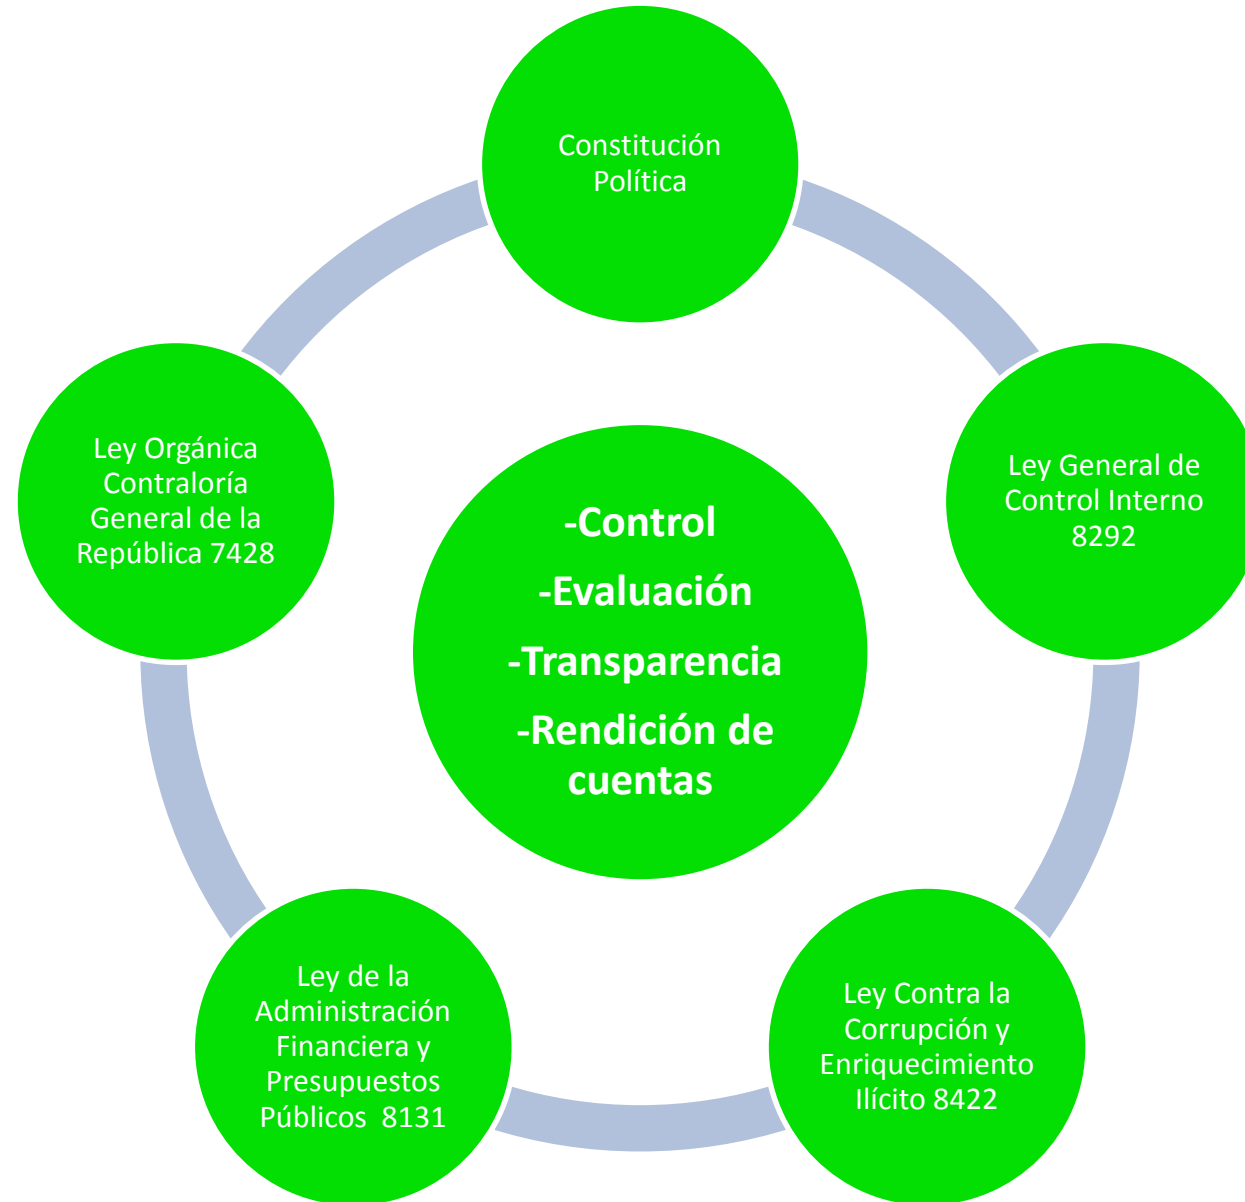 Constitución
Política
Ley General de
Control Interno
8292
Ley Contra la
Corrupción y
Enriquecimiento
Ilícito 8422
Ley de la
Administración
Financiera y
Presupuestos
Públicos 8131
Ley Orgánica
Contraloría
General de la
República 7428
-Control
-Evaluación
-Transparencia
-Rendición de
cuentas